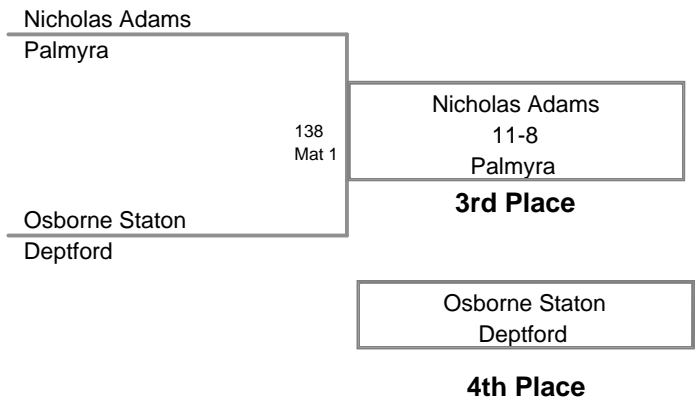 Nicholas Adams
Palmyra
138
Mat 1
Nicholas Adams
11-8
Palmyra
3rd Place
Osborne Staton
Deptford
Osborne Staton
Deptford
4th Place